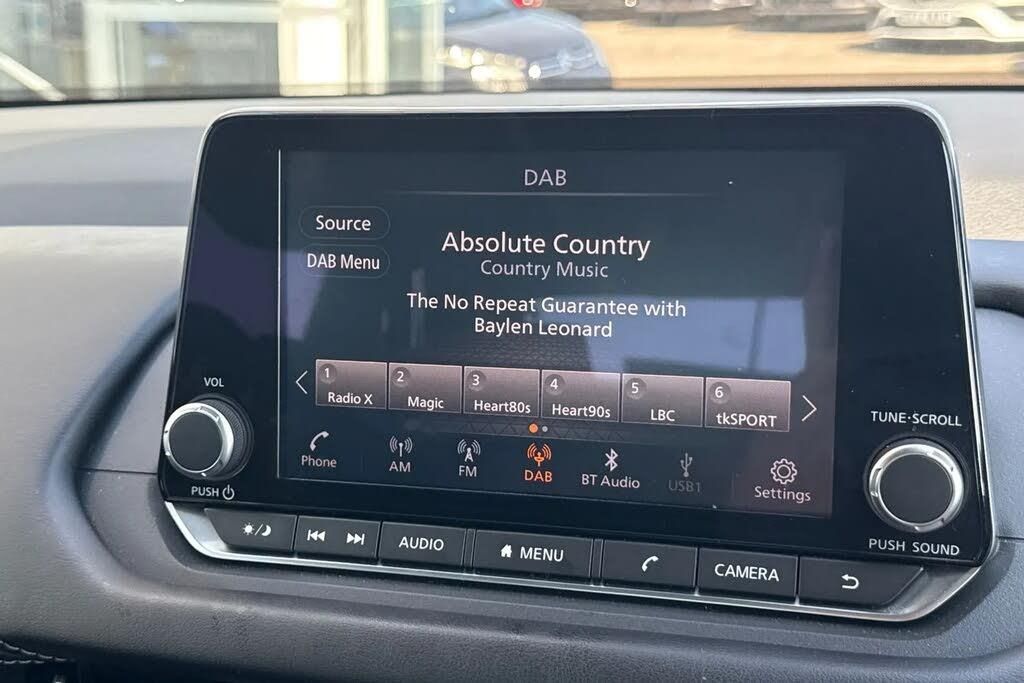 DAB
Source
DAB Menu
Absolute Country
Country Music
The No Repeat Guarantee with
Baylen Leonard
1 Radio X
2 Magic
3 Heart80s
4 Heart90s
5 LBC
6 tkSPORT
Phone
AM
FM
DAB
BT Audio
USB1
Settings
VOL
PUSH
TUNE·SCROLL
PUSH SOUND
AUDIO
MENU
CAMERA